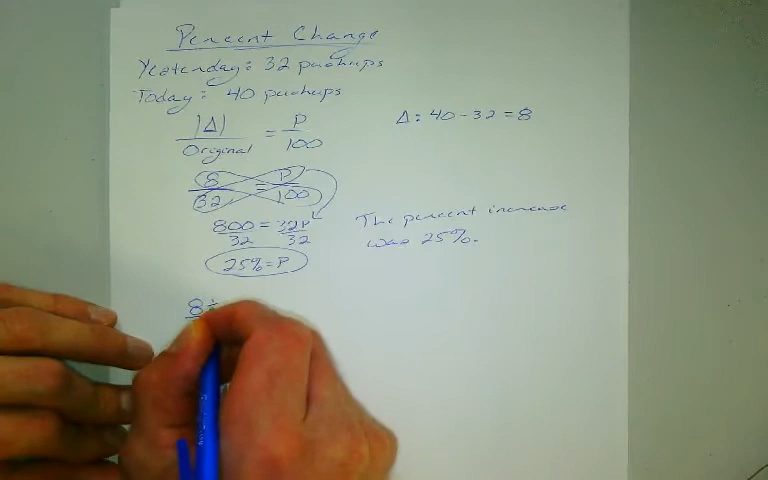 Percent Change
Yesterday: 32 pushups
Today: 40 pushups
Δ: 40 - 32 = 8
|Δ| / Original = P / 100
8 / 32 = P / 100
800 / 32 = 32P / 32
The percent increase
was 25%.
25% = P
8